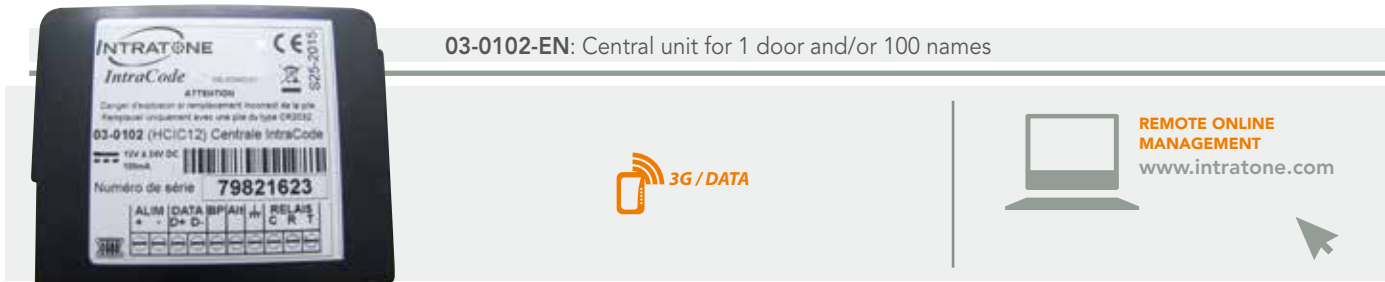 INTRATONE
IntraCode
CE
S25-2015
ATTENTION
Danger d'explosion si remplacement incorrect de la pile
Remplacer uniquement avec une pile du type CR2032
03-0102 (HCIC12) Centrale IntraCode
12V à 24V DC
Numéro de série 79821623
ALIM DATA BP Alt RELAIS
+ - D+ D- C R T
03-0102-EN: Central unit for 1 door and/or 100 names
3G / DATA
REMOTE ONLINE
MANAGEMENT
www.intratone.com